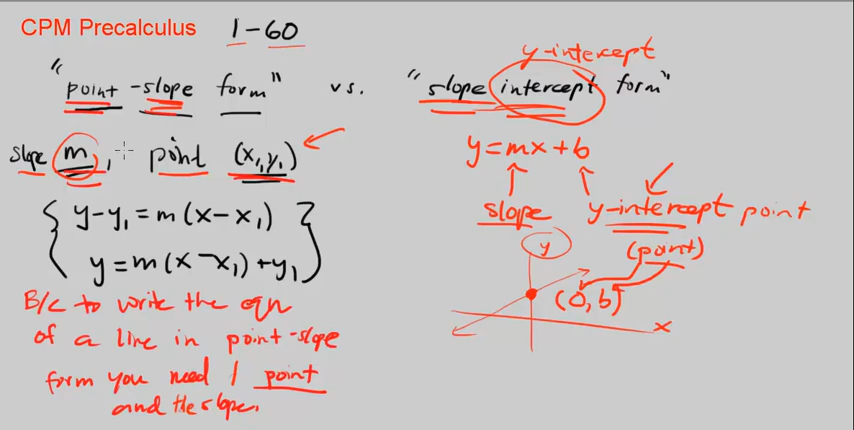 CPM Precalculus 1-60
y-intercept
"point-slope form" vs. "slope intercept form"
slope m, point (x₁,y₁)
y-y₁=m(x-x₁)
y=m(x-x₁)+y₁
B/C to write the eqn
of a line in point-slope
form you need 1 point
and the slope.
y=mx+b
slope y-intercept point
(point)
y
(0,b)
x